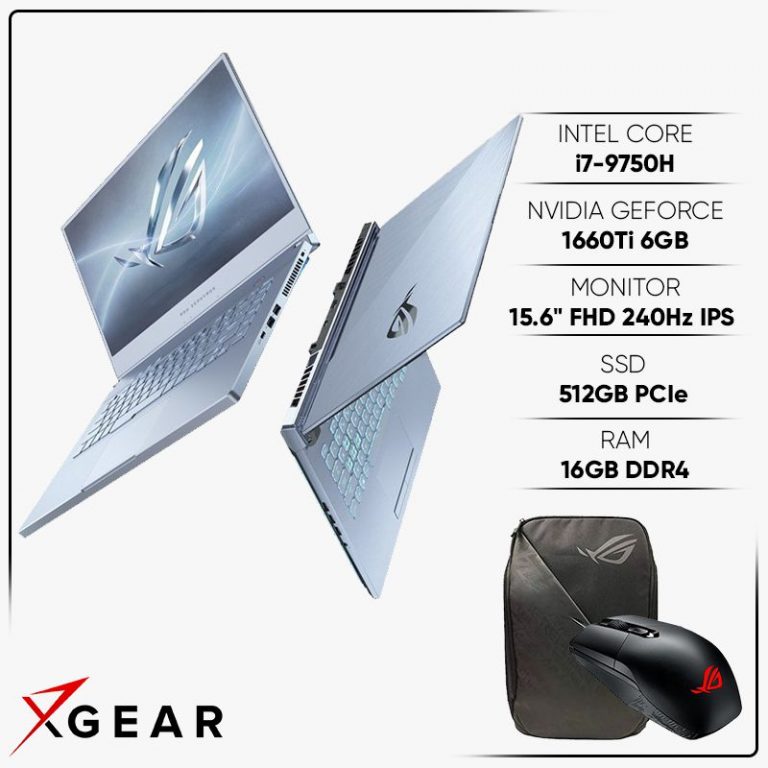 INTEL CORE
i7-9750H
NVIDIA GEFORCE
1660Ti 6GB
MONITOR
15.6" FHD 240Hz IPS
SSD
512GB PCIe
RAM
16GB DDR4
XGEAR